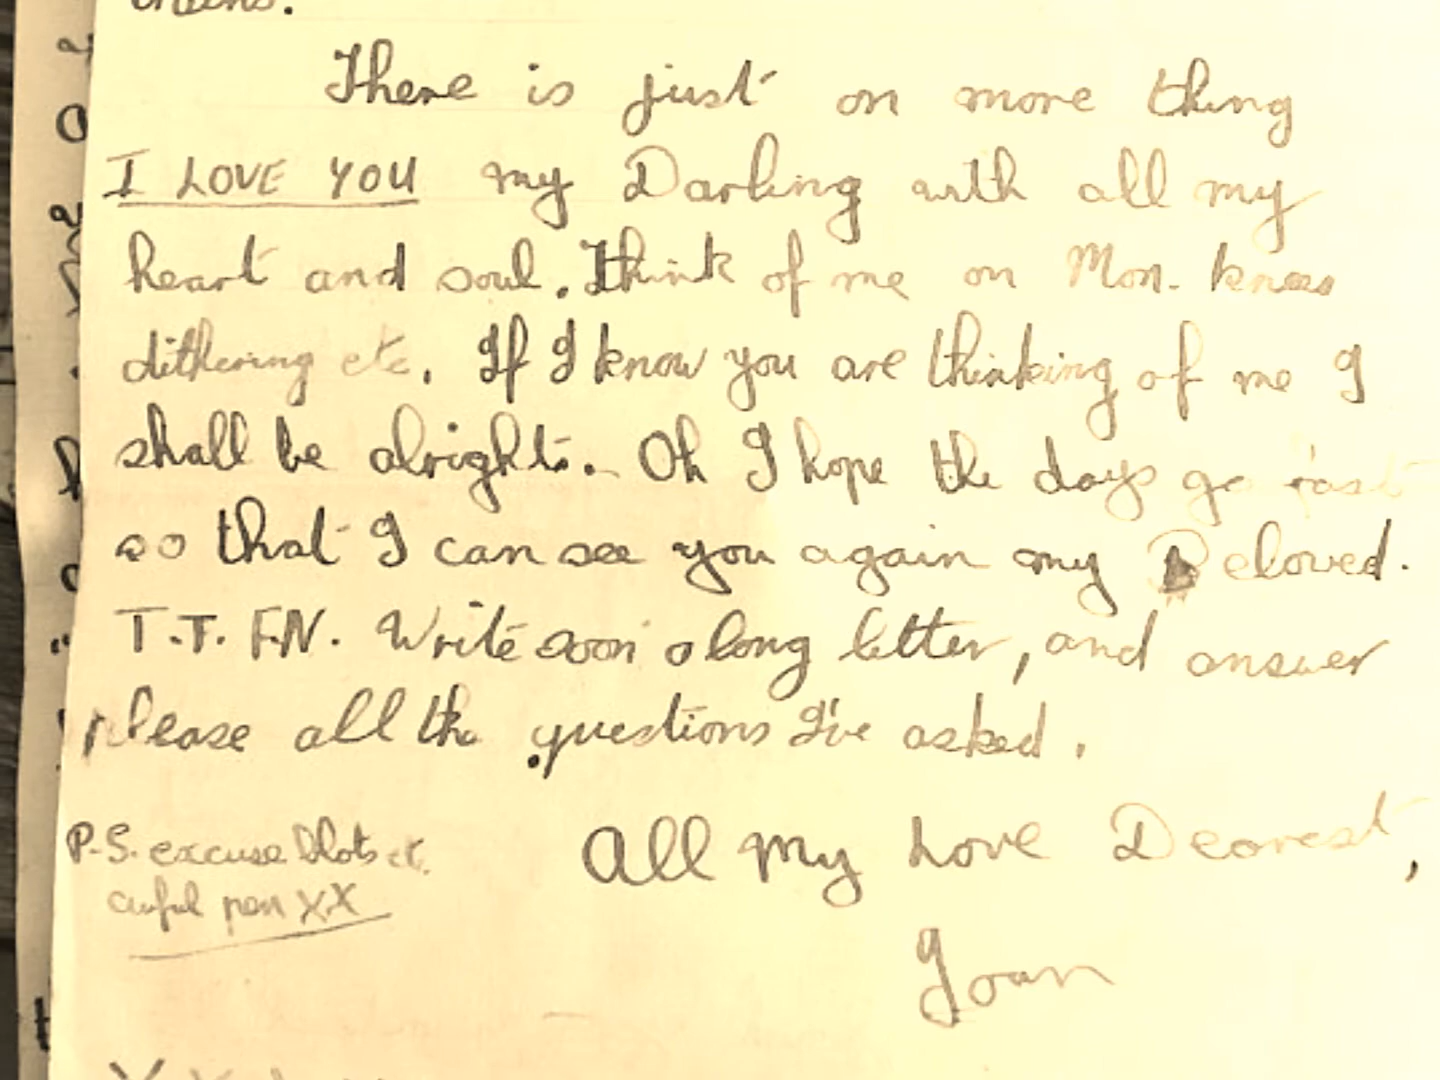 There is just on more thing
I LOVE YOU my Darling with all my
heart and soul. Think of me on Mon. knees
dithering etc. If I know you are thinking of me I
shall be alright. Oh I hope the days go fast
so that I can see you again my Beloved.
T.T.F.N. Write soon a long letter, and answer
please all the questions I've asked.
All my Love Dearest,
Joan
P.S. excuse blots etc.
awful pen XX